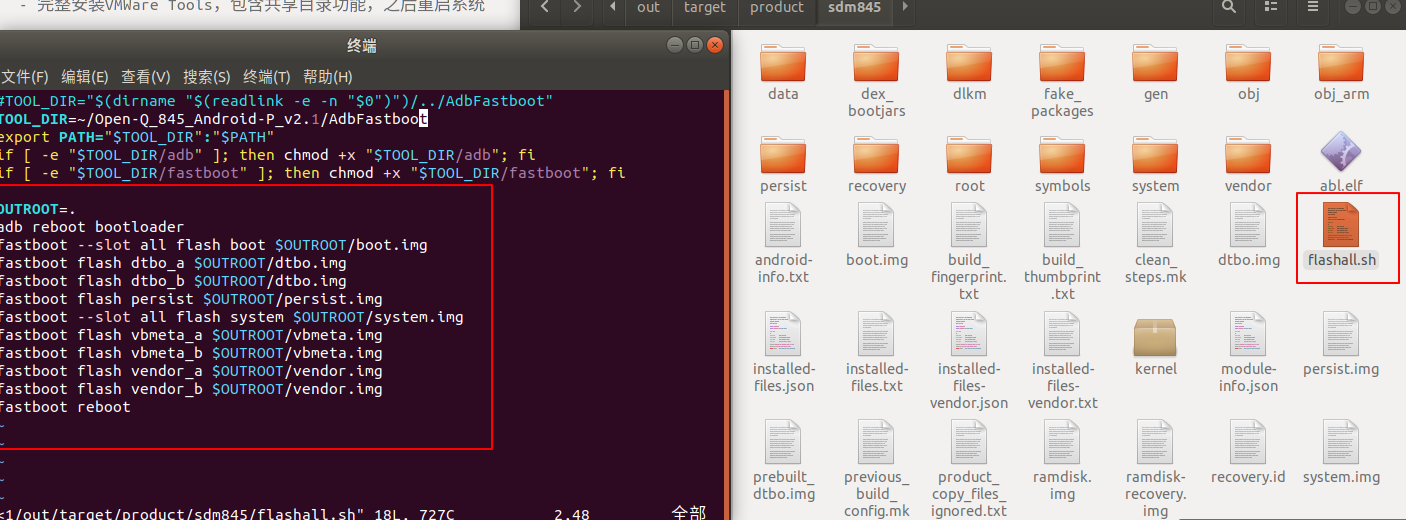 - 完整安装VMWare Tools，包含共享目录功能，之后重启系统
终端
文件(F) 编辑(E) 查看(V) 搜索(S) 终端(T) 帮助(H)
#TOOL_DIR="$(dirname "$(readlink -e -n "$0")")/../AdbFastboot"
TOOL_DIR=~/Open-Q_845_Android-P_v2.1/AdbFastboot
export PATH="$TOOL_DIR":"$PATH"
if [ -e "$TOOL_DIR/adb" ]; then chmod +x "$TOOL_DIR/adb"; fi
if [ -e "$TOOL_DIR/fastboot" ]; then chmod +x "$TOOL_DIR/fastboot"; fi
OUTROOT=.
adb reboot bootloader
fastboot --slot all flash boot $OUTROOT/boot.img
fastboot flash dtbo_a $OUTROOT/dtbo.img
fastboot flash dtbo_b $OUTROOT/dtbo.img
fastboot flash persist $OUTROOT/persist.img
fastboot --slot all flash system $OUTROOT/system.img
fastboot flash vbmeta_a $OUTROOT/vbmeta.img
fastboot flash vbmeta_b $OUTROOT/vbmeta.img
fastboot flash vendor_a $OUTROOT/vendor.img
fastboot flash vendor_b $OUTROOT/vendor.img
fastboot reboot
~
~
~
~
~
<1/out/target/product/sdm845/flashall.sh" 18L, 727C 2,48 全部
out target product sdm845
data
dex_
bootjars
dlkm
fake_
packages
gen
obj
obj_arm
persist
recovery
root
symbols
system
vendor
abl.elf
android-
info.txt
boot.img
build_
fingerprint.
txt
build_
thumbprint
.txt
clean_
steps.mk
dtbo.img
flashall.sh
installed-
files.json
installed-
files.txt
installed-
files-
vendor.json
installed-
files-
vendor.txt
kernel
module-
info.json
persist.img
prebuilt_
dtbo.img
previous_
build_
config.mk
product_
copy_files_
ignored.txt
ramdisk.
img
ramdisk-
recovery.
img
recovery.id
system.img